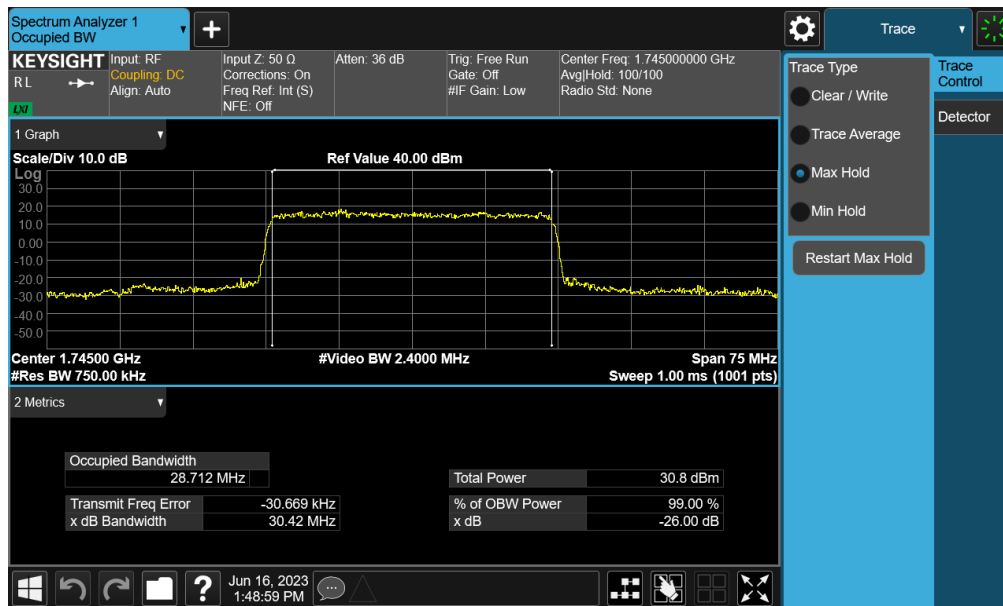 Spectrum Analyzer 1
Occupied BW
+
Trace
KEYSIGHT
R L
LXI
Input: RF
Coupling: DC
Align: Auto
Input Z: 50 Ω
Corrections: On
Freq Ref: Int (S)
NFE: Off
Atten: 36 dB
Trig: Free Run
Gate: Off
#IF Gain: Low
Center Freq: 1.745000000 GHz
Avg|Hold: 100/100
Radio Std: None
Trace Type
Clear / Write
Trace Average
Max Hold
Min Hold
Restart Max Hold
Trace
Control
Detector
1 Graph
Scale/Div 10.0 dB
Ref Value 40.00 dBm
Log
30.0
20.0
10.0
0.00
-10.0
-20.0
-30.0
-40.0
-50.0
Center 1.74500 GHz
#Video BW 2.4000 MHz
Span 75 MHz
#Res BW 750.00 kHz
Sweep 1.00 ms (1001 pts)
2 Metrics
Occupied Bandwidth
28.712 MHz
Total Power 30.8 dBm
Transmit Freq Error -30.669 kHz
% of OBW Power 99.00 %
x dB Bandwidth 30.42 MHz
x dB -26.00 dB
?
Jun 16, 2023
1:48:59 PM